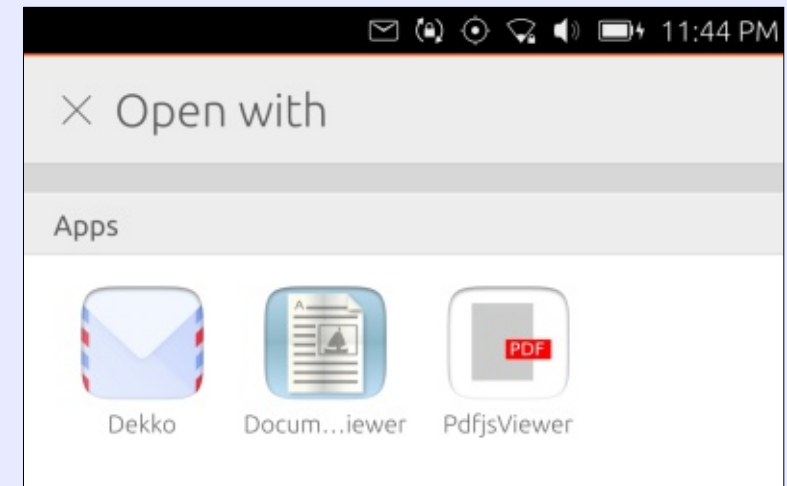 11:44 PM
× Open with
Apps
A
PDF
Dekko Docum...iewer PdfjsViewer